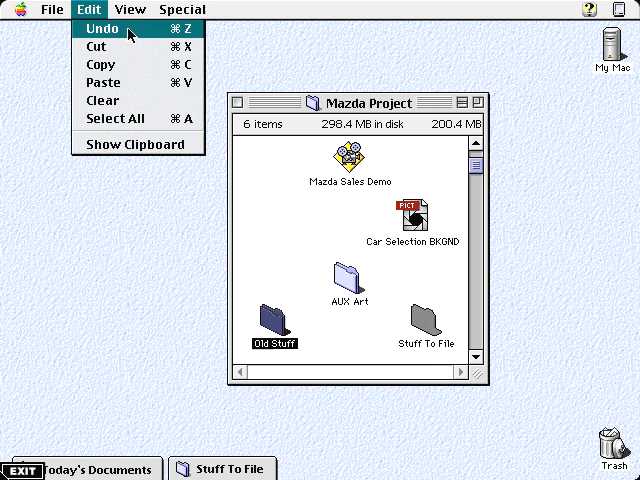 File Edit View Special
Undo ⌘ Z
Cut ⌘ X
Copy ⌘ C
Paste ⌘ V
Clear
Select All ⌘ A
Show Clipboard
My Mac
Mazda Project
6 items 298.4 MB in disk 200.4 MB
Mazda Sales Demo
PICT
Car Selection BKGND
AUX Art
Old Stuff
Stuff To File
Trash
EXIT
Today's Documents
Stuff To File